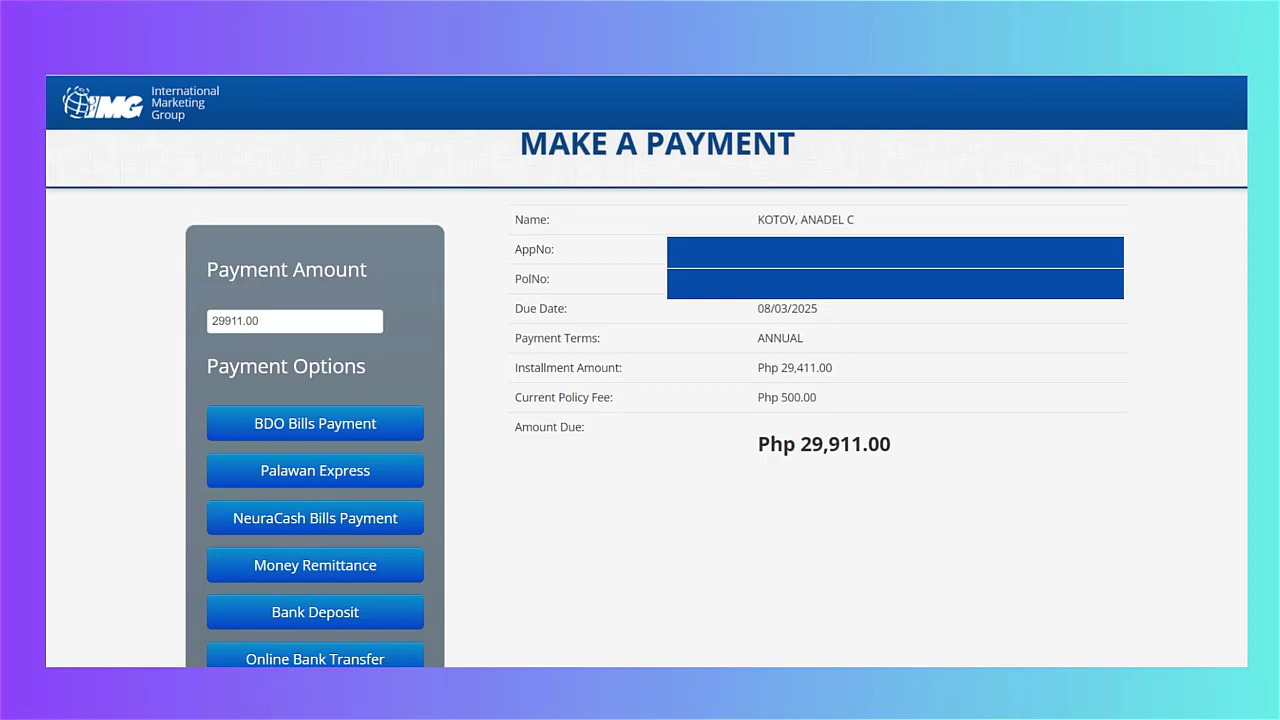 IMG
International
Marketing
Group
MAKE A PAYMENT
Payment Amount
29911.00
Payment Options
BDO Bills Payment
Palawan Express
NeuraCash Bills Payment
Money Remittance
Bank Deposit
Online Bank Transfer
Name: KOTOV, ANADEL C
AppNo:
PolNo:
Due Date: 08/03/2025
Payment Terms: ANNUAL
Installment Amount: Php 29,411.00
Current Policy Fee: Php 500.00
Amount Due: Php 29,911.00